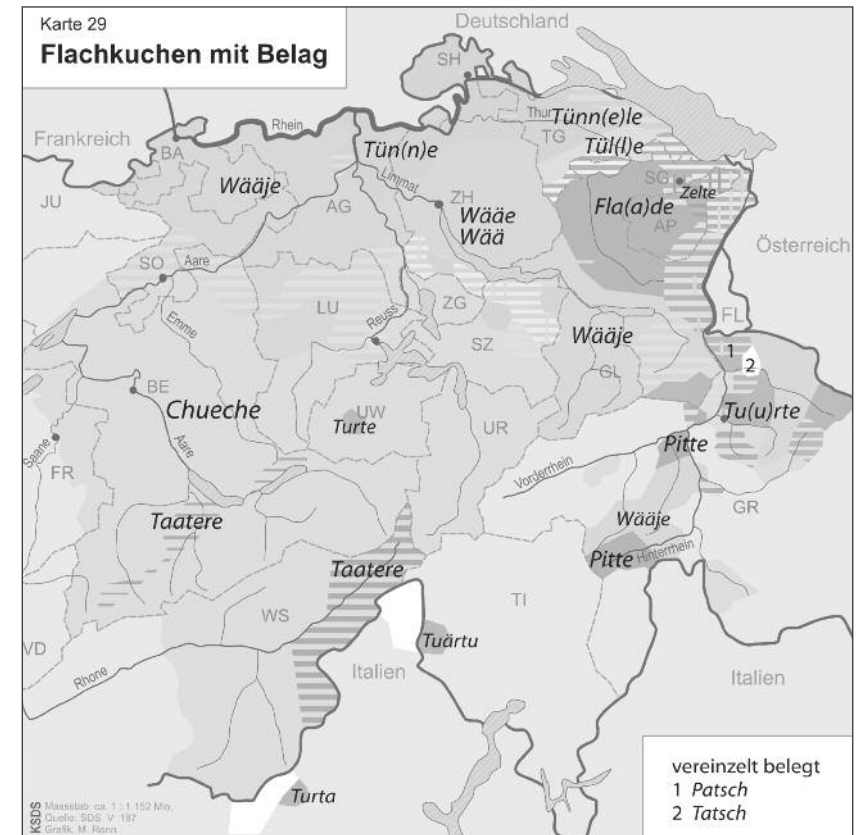 Karte 29
Flachkuchen mit Belag
Deutschland
SH
Frankreich
Rhein
BA
Thur
Tünn(e)le
TG
Tün(n)e
Tül(l)e
Wääje
Limmat
SG
Zelte
JU
AG
ZH
Wääe
Wää
Fla(a)de
AP
Österreich
SO
Aare
LU
Reuss
ZG
FL
Emme
SZ
Wääje
1
GL
2
BE
Chueche
UW
Turte
UR
Tu(u)rte
Pitte
Saane
Aare
FR
Vorderrhein
GR
Taatere
Wääje
Pitte
Hinterrhein
Taatere
WS
TI
VD
Tuärtu
Rhone
Italien
Italien
vereinzelt belegt
1 Patsch
2 Tatsch
Turta
KSDS
Massstab: ca. 1 : 1 152 Mio.
Quelle: SDS V 187
Grafik: M. Renn